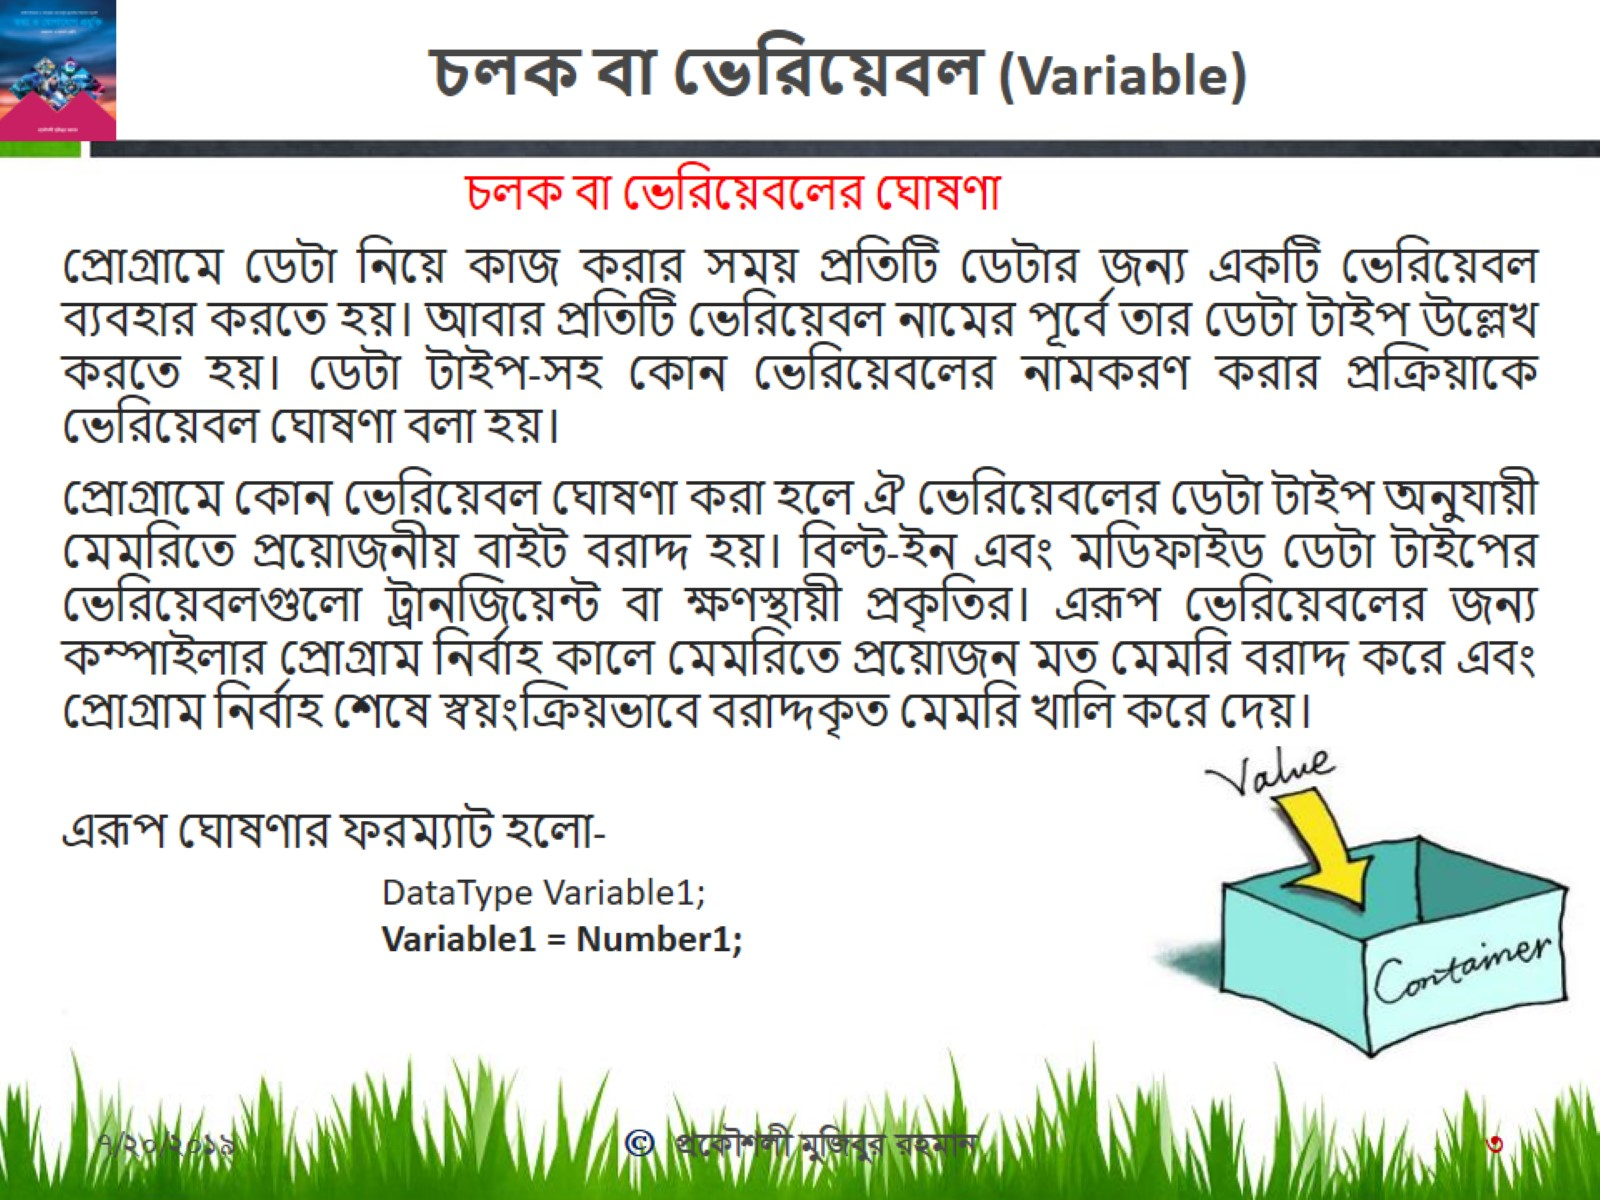 চলক বা ভেরিয়েবল (Variable)
চলক বা ভেরিয়েবলের ঘোষণা
প্রোগ্রামে ডেটা নিয়ে কাজ করার সময় প্রতিটি ডেটার জন্য একটি ভেরিয়েবল
ব্যবহার করতে হয়। আবার প্রতিটি ভেরিয়েবল নামের পূর্বে তার ডেটা টাইপ উল্লেখ
করতে হয়। ডেটা টাইপ-সহ কোন ভেরিয়েবলের নামকরণ করার প্রক্রিয়াকে
ভেরিয়েবল ঘোষণা বলা হয়।
প্রোগ্রামে কোন ভেরিয়েবল ঘোষণা করা হলে ঐ ভেরিয়েবলের ডেটা টাইপ অনুযায়ী
মেমরিতে প্রয়োজনীয় বাইট বরাদ্দ হয়। বিল্ট-ইন এবং মডিফাইড ডেটা টাইপের
ভেরিয়েবলগুলো ট্রানজিয়েন্ট বা ক্ষণস্থায়ী প্রকৃতির। এরূপ ভেরিয়েবলের জন্য
কম্পাইলার প্রোগ্রাম নির্বাহ কালে মেমরিতে প্রয়োজন মত মেমরি বরাদ্দ করে এবং
প্রোগ্রাম নির্বাহ শেষে স্বয়ংক্রিয়ভাবে বরাদ্দকৃত মেমরি খালি করে দেয়।
Value
এরূপ ঘোষণার ফরম্যাট হলো-
DataType Variable1;
Variable1 = Number1;
Container
৭/২০/২০১৯
© প্রকৌশলী মুজিবুর রহমান
৩